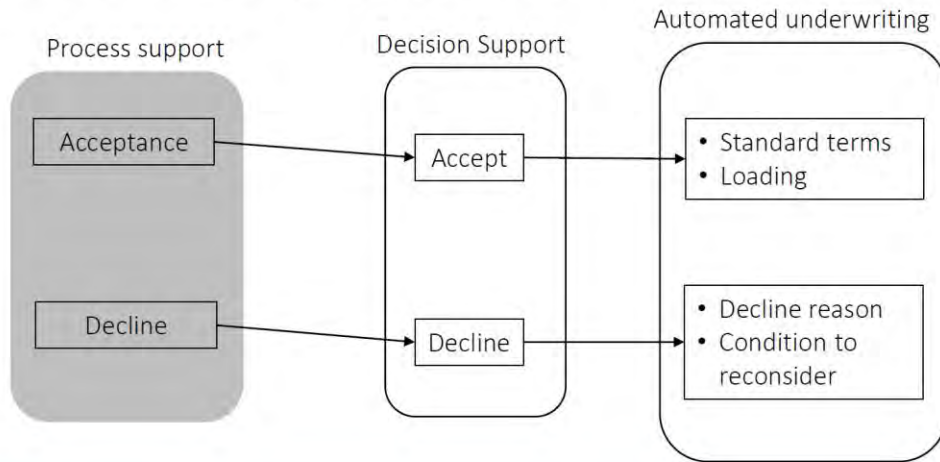 Process support
Decision Support
Automated underwriting
Acceptance
Accept
• Standard terms
• Loading
Decline
Decline
• Decline reason
• Condition to
reconsider